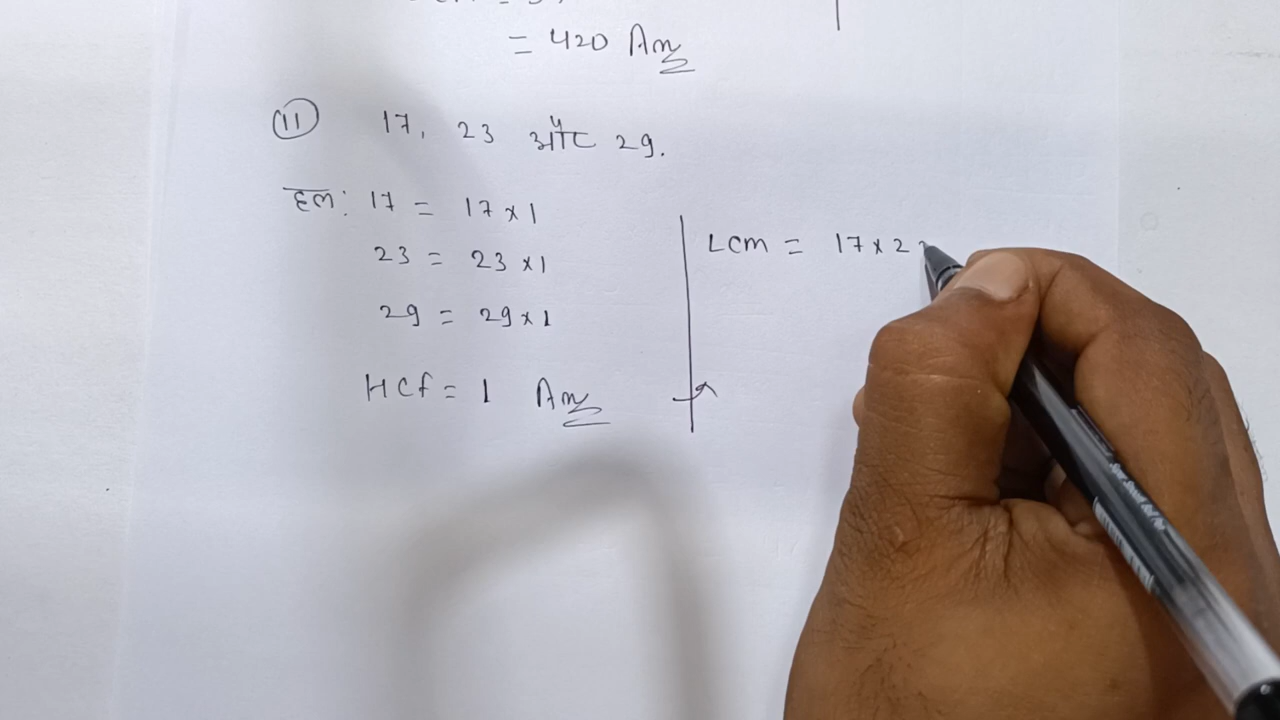 = 420 Ans
(11) 17, 23 और 29.
हल: 17 = 17 × 1
23 = 23 × 1
29 = 29 × 1
HCf = 1 Ans
LCM = 17 × 2